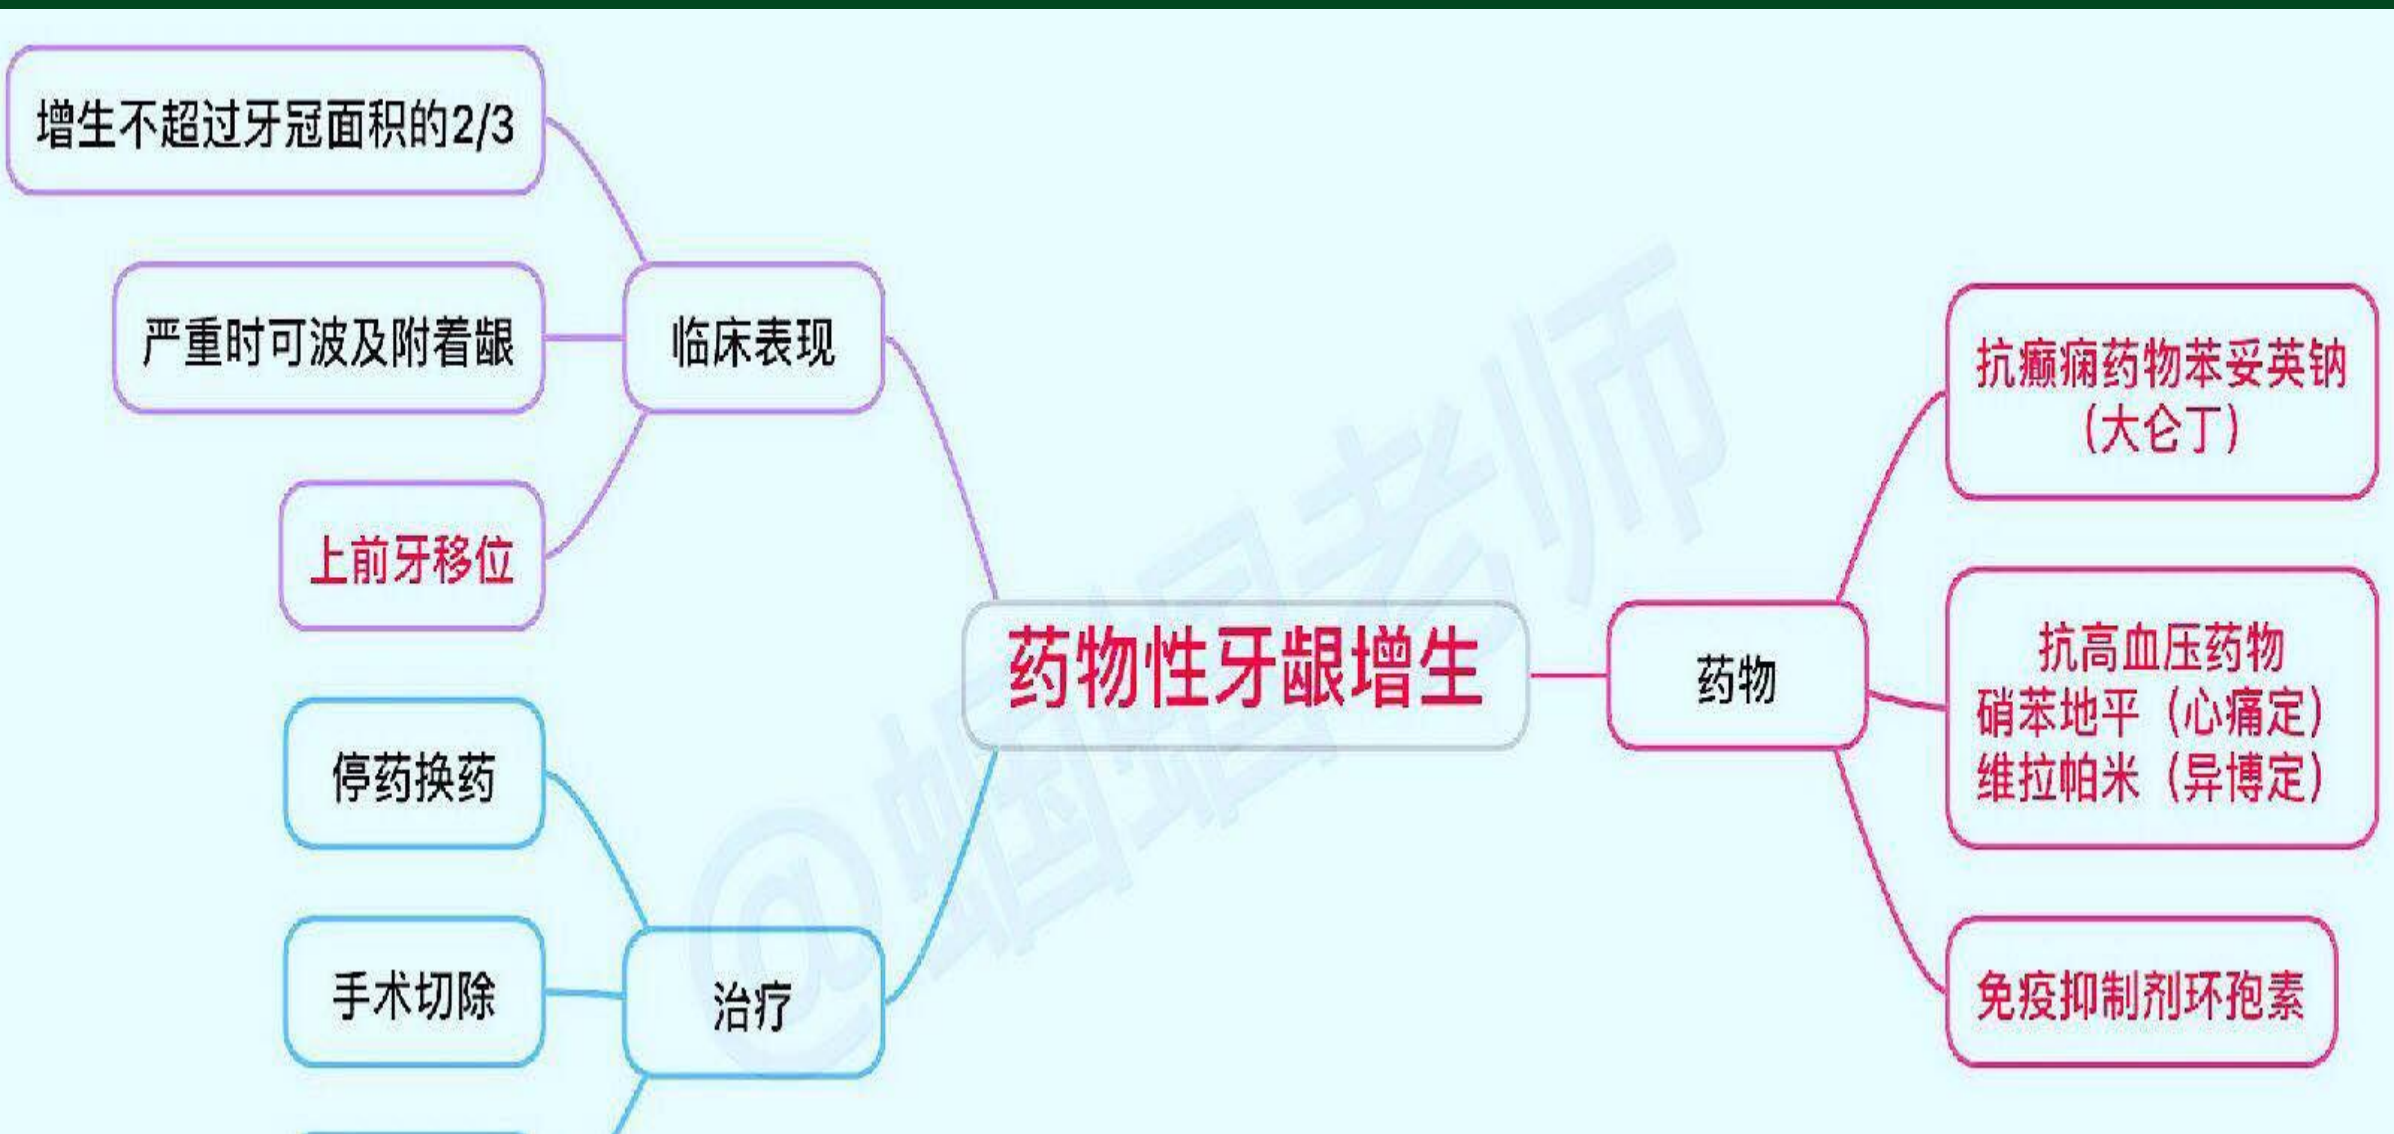 增生不超过牙冠面积的2/3
严重时可波及附着龈
临床表现
上前牙移位
药物性牙龈增生
停药换药
手术切除
治疗
药物
抗癫痫药物苯妥英钠
（大仑丁）
抗高血压药物
硝苯地平（心痛定）
维拉帕米（异博定）
免疫抑制剂环孢素
@蝈蝈老师